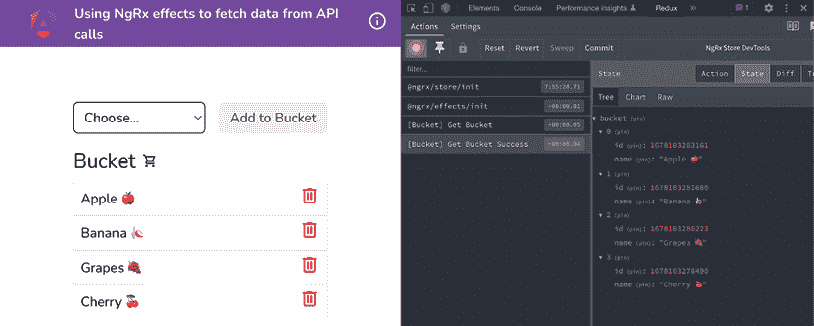 Using NgRx effects to fetch data from API
calls
Choose...
Add to Bucket
Bucket
Apple
Banana
Grapes
Cherry
Elements Console Performance insights Redux » 1
Actions Settings
Reset Revert Sweep Commit NgRx Store DevTools
filter...
@ngrx/store/init 7:55:28.71
@ngrx/effects/init +00:00.01
[Bucket] Get Bucket +00:00.05
[Bucket] Get Bucket Success +00:00.04
State Action State Diff
Tree Chart Raw
bucket (pin)
0 (pin)
id (pin): 1678103283161
name (pin): "Apple 🍎"
1 (pin)
id (pin): 1678103281680
name (pin): "Banana 🍌"
2 (pin)
id (pin): 1678103286223
name (pin): "Grapes 🍇"
3 (pin)
id (pin): 1678103278490
name (pin): "Cherry 🍒"